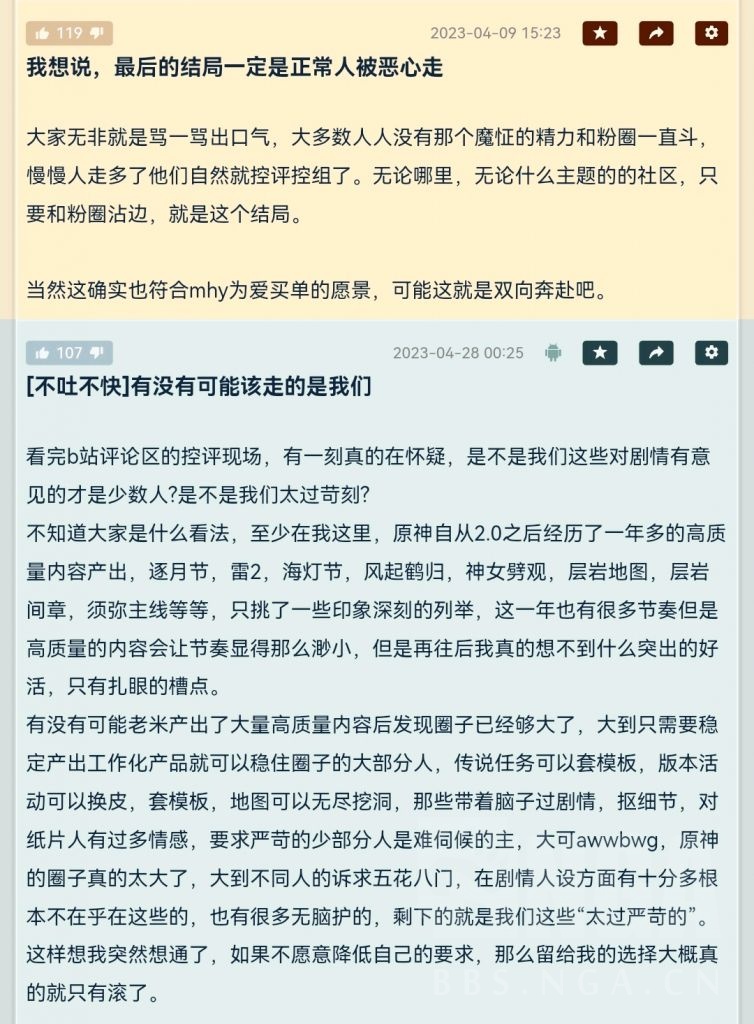 119
2023-04-09 15:23
我想说，最后的结局一定是正常人被恶心走
大家无非就是骂一骂出口气，大多数人人没有那个魔怔的精力和粉圈一直斗，
慢慢人走多了他们自然就控评控组了。无论哪里，无论什么主题的的社区，只
要和粉圈沾边，就是这个结局。
当然这确实也符合mhy为爱买单的愿景，可能这就是双向奔赴吧。
107
2023-04-28 00:25
[不吐不快]有没有可能该走的是我们
看完b站评论区的控评现场，有一刻真的在怀疑，是不是我们这些对剧情有意
见的才是少数人?是不是我们太过苛刻?
不知道大家是什么看法，至少在我这里，原神自从2.0之后经历了一年多的高质
量内容产出，逐月节，雷2，海灯节，风起鹤归，神女劈观，层岩地图，层岩
间章，须弥主线等等，只挑了一些印象深刻的列举，这一年也有很多节奏但是
高质量的内容会让节奏显得那么渺小，但是再往后我真的想不到什么突出的好
活，只有扎眼的槽点。
有没有可能老米产出了大量高质量内容后发现圈子已经够大了，大到只需要稳
定产出工作化产品就可以稳住圈子的大部分人，传说任务可以套模板，版本活
动可以换皮，套模板，地图可以无尽挖洞，那些带着脑子过剧情，抠细节，对
纸片人有过多情感，要求严苛的少部分人是难伺候的主，大可awwbwg，原神
的圈子真的太大了，大到不同人的诉求五花八门，在剧情人设方面有十分多根
本不在乎在这些的，也有很多无脑护的，剩下的就是我们这些“太过严苛的”。
这样想我突然想通了，如果不愿意降低自己的要求，那么留给我的选择大概真
的就只有滚了。
BBS.NGA.CN